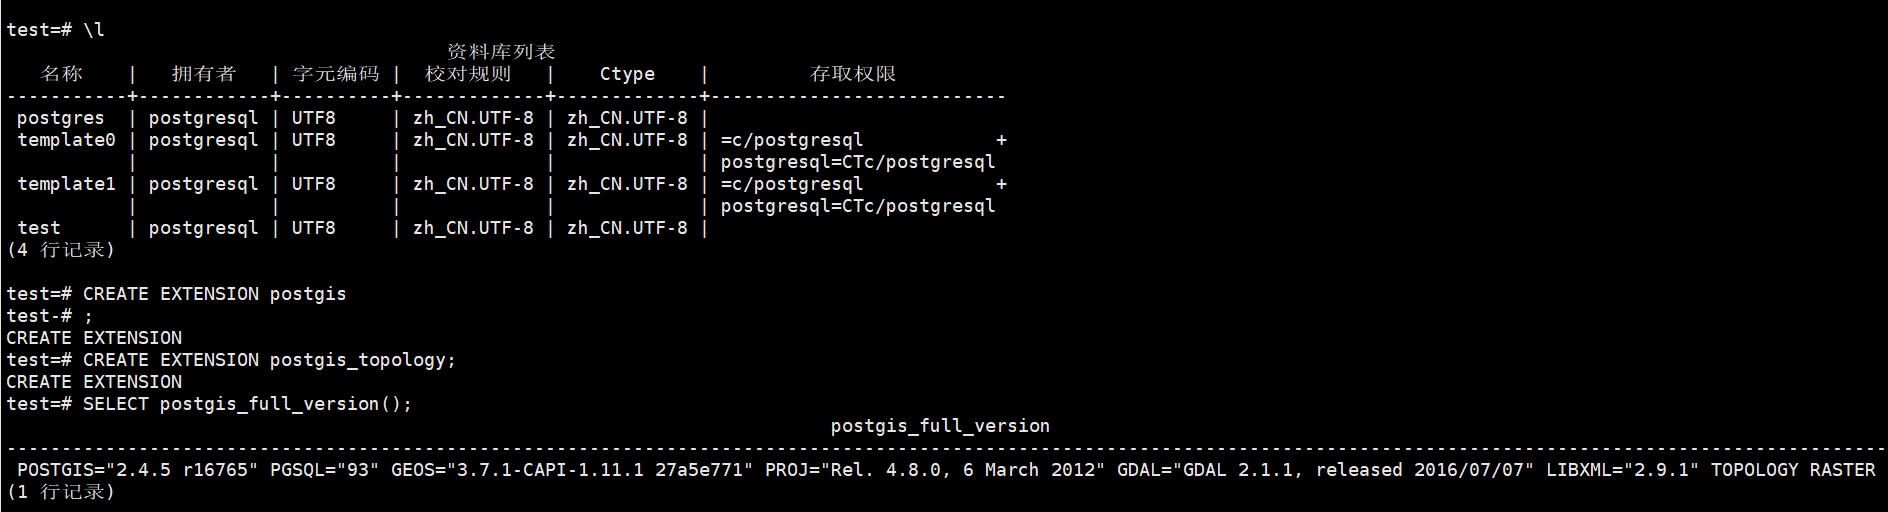 test=# \l
资料库列表
名称 | 拥有者 | 字元编码 | 校对规则 | Ctype | 存取权限
-----------+------------+----------+-------------+-------------+---------------------------
postgres | postgresql | UTF8 | zh_CN.UTF-8 | zh_CN.UTF-8 |
template0 | postgresql | UTF8 | zh_CN.UTF-8 | zh_CN.UTF-8 | =c/postgresql +
| | | | | postgresql=CTc/postgresql
template1 | postgresql | UTF8 | zh_CN.UTF-8 | zh_CN.UTF-8 | =c/postgresql +
| | | | | postgresql=CTc/postgresql
test | postgresql | UTF8 | zh_CN.UTF-8 | zh_CN.UTF-8 |
(4 行记录)
test=# CREATE EXTENSION postgis
test-# ;
CREATE EXTENSION
test=# CREATE EXTENSION postgis_topology;
CREATE EXTENSION
test=# SELECT postgis_full_version();
postgis_full_version
---------------------------------------------------------------------------------------------------------------------------------------------------------------------------
POSTGIS="2.4.5 r16765" PGSQL="93" GEOS="3.7.1-CAPI-1.11.1 27a5e771" PROJ="Rel. 4.8.0, 6 March 2012" GDAL="GDAL 2.1.1, released 2016/07/07" LIBXML="2.9.1" TOPOLOGY RASTER
(1 行记录)